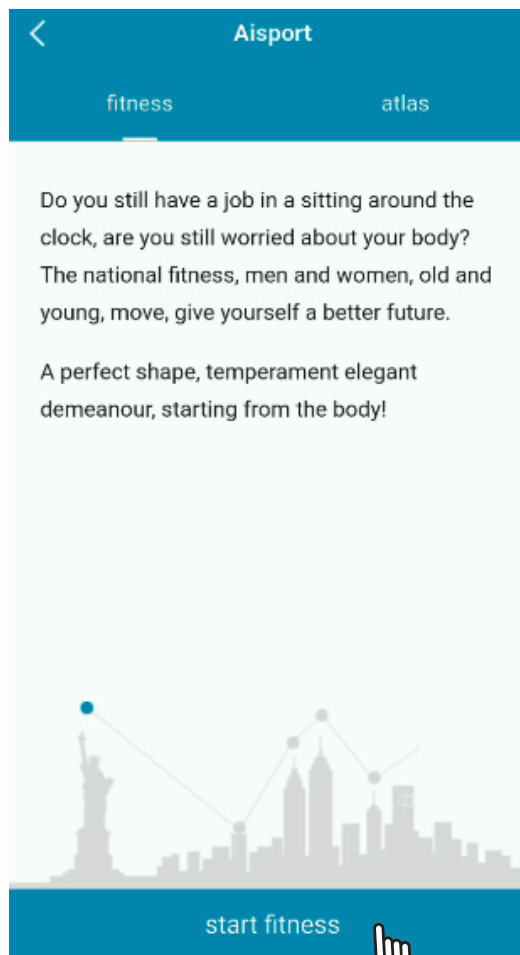 Aisport
fitness
atlas
Do you still have a job in a sitting around the
clock, are you still worried about your body?
The national fitness, men and women, old and
young, move, give yourself a better future.
A perfect shape, temperament elegant
demeanour, starting from the body!
start fitness